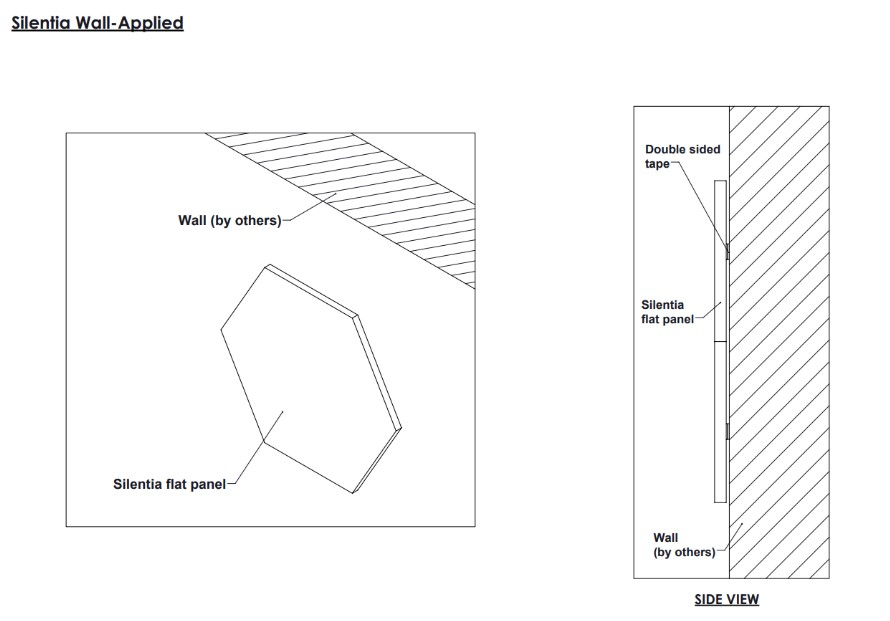 Silentia Wall-Applied
Wall (by others)
Silentia flat panel
Double sided
tape
Silentia
flat panel
Wall
(by others)
SIDE VIEW